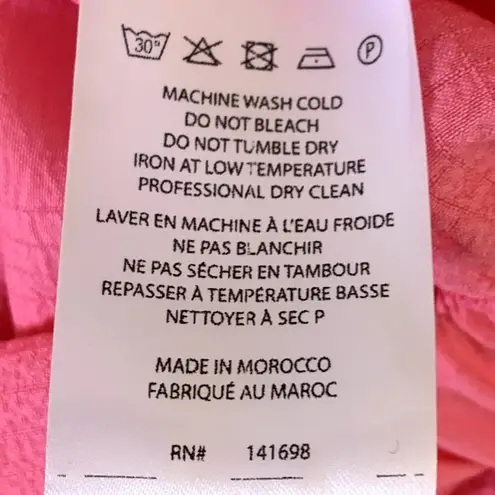 30° P
MACHINE WASH COLD
DO NOT BLEACH
DO NOT TUMBLE DRY
IRON AT LOW TEMPERATURE
PROFESSIONAL DRY CLEAN
LAVER EN MACHINE À L'EAU FROIDE
NE PAS BLANCHIR
NE PAS SÉCHER EN TAMBOUR
REPASSER À TEMPÉRATURE BASSE
NETTOYER À SEC P
MADE IN MOROCCO
FABRIQUÉ AU MAROC
RN# 141698